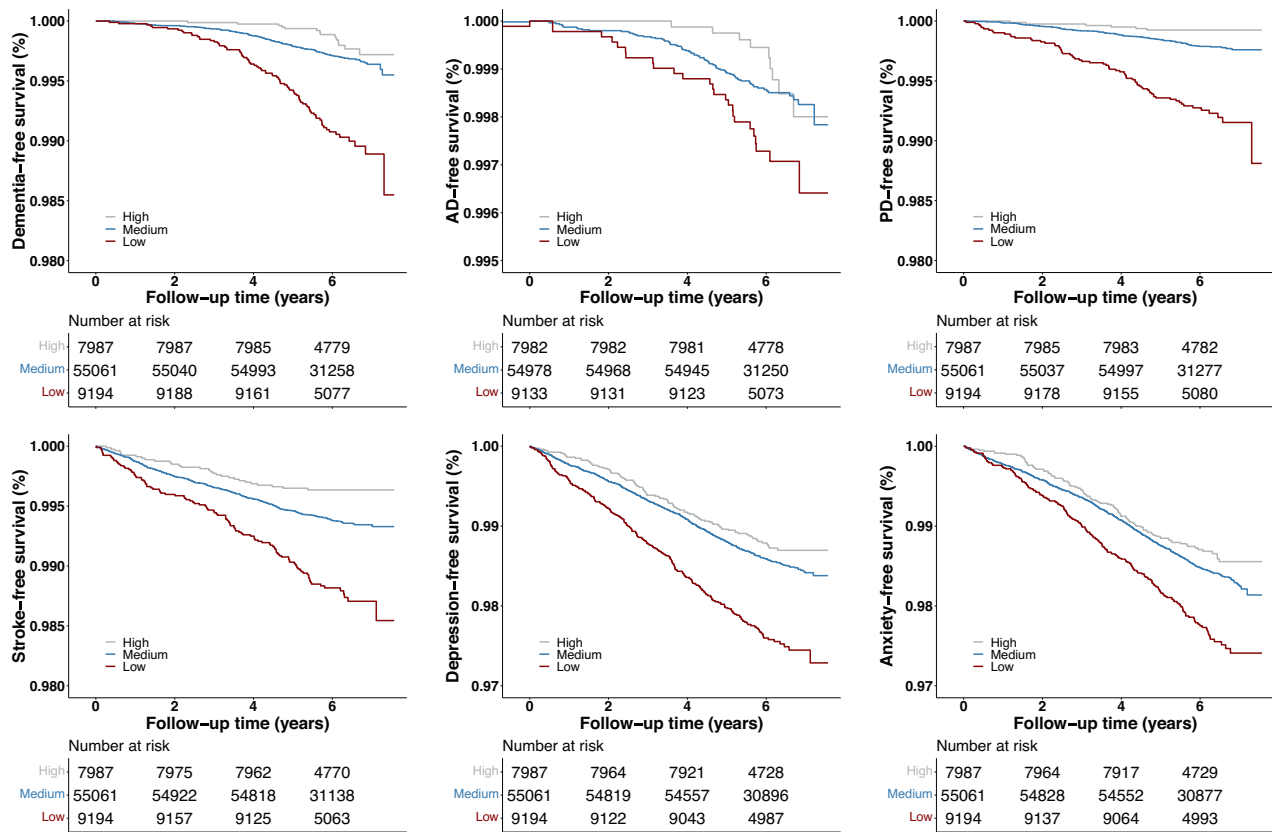 Dementia−free survival (%)
1.000
0.995
0.990
0.985
0.980
High
Medium
Low
0 2 4 6
Follow−up time (years)
Number at risk
High 7987 7987 7985 4779
Medium 55061 55040 54993 31258
Low 9194 9188 9161 5077
AD−free survival (%)
1.000
0.999
0.998
0.997
0.996
0.995
High
Medium
Low
0 2 4 6
Follow−up time (years)
Number at risk
High 7982 7982 7981 4778
Medium 54978 54968 54945 31250
Low 9133 9131 9123 5073
PD−free survival (%)
1.000
0.995
0.990
0.985
0.980
High
Medium
Low
0 2 4 6
Follow−up time (years)
Number at risk
High 7987 7985 7983 4782
Medium 55061 55037 54997 31277
Low 9194 9178 9155 5080
Stroke−free survival (%)
1.000
0.995
0.990
0.985
0.980
High
Medium
Low
0 2 4 6
Follow−up time (years)
Number at risk
High 7987 7975 7962 4770
Medium 55061 54922 54818 31138
Low 9194 9157 9125 5063
Depression−free survival (%)
1.00
0.99
0.98
0.97
High
Medium
Low
0 2 4 6
Follow−up time (years)
Number at risk
High 7987 7964 7921 4728
Medium 55061 54819 54557 30896
Low 9194 9122 9043 4987
Anxiety−free survival (%)
1.00
0.99
0.98
0.97
High
Medium
Low
0 2 4 6
Follow−up time (years)
Number at risk
High 7987 7964 7917 4729
Medium 55061 54828 54552 30877
Low 9194 9137 9064 4993